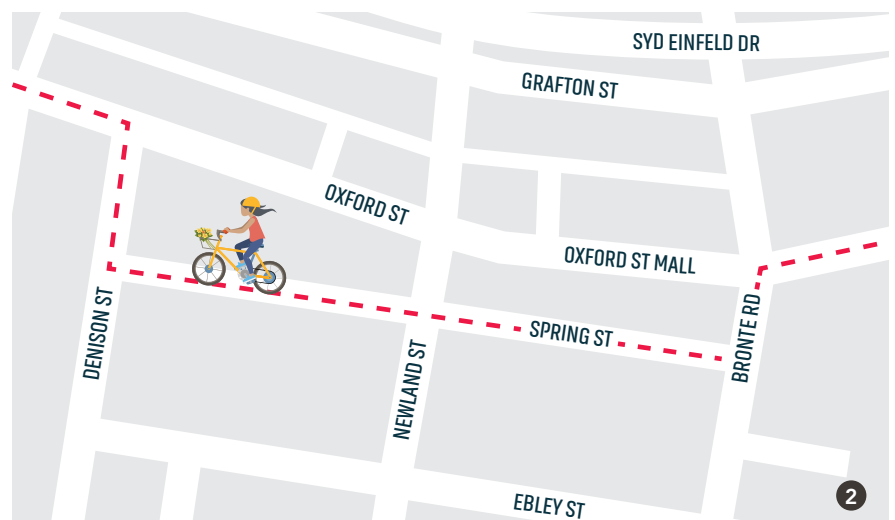 SYD EINFELD DR
GRAFTON ST
OXFORD ST
OXFORD ST MALL
SPRING ST
DENISON ST
NEWLAND ST
BRONTE RD
EBLEY ST
2